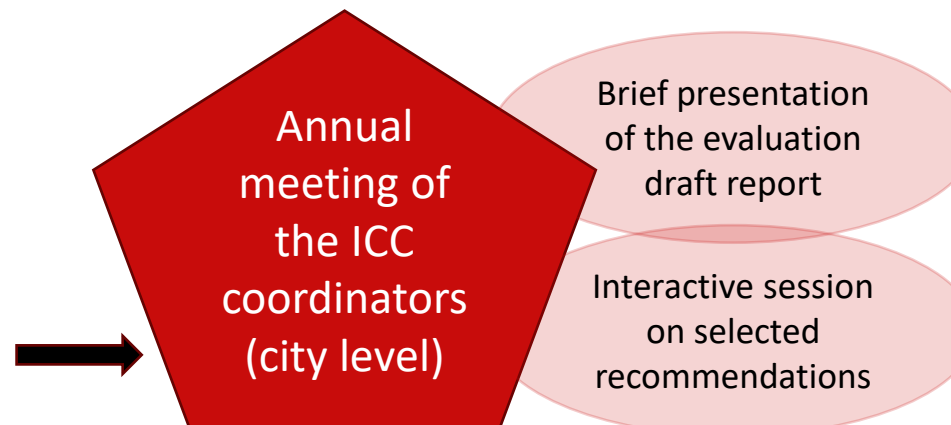 Annual
meeting of
the ICC
coordinators
(city level)
Brief presentation
of the evaluation
draft report
Interactive session
on selected
recommendations